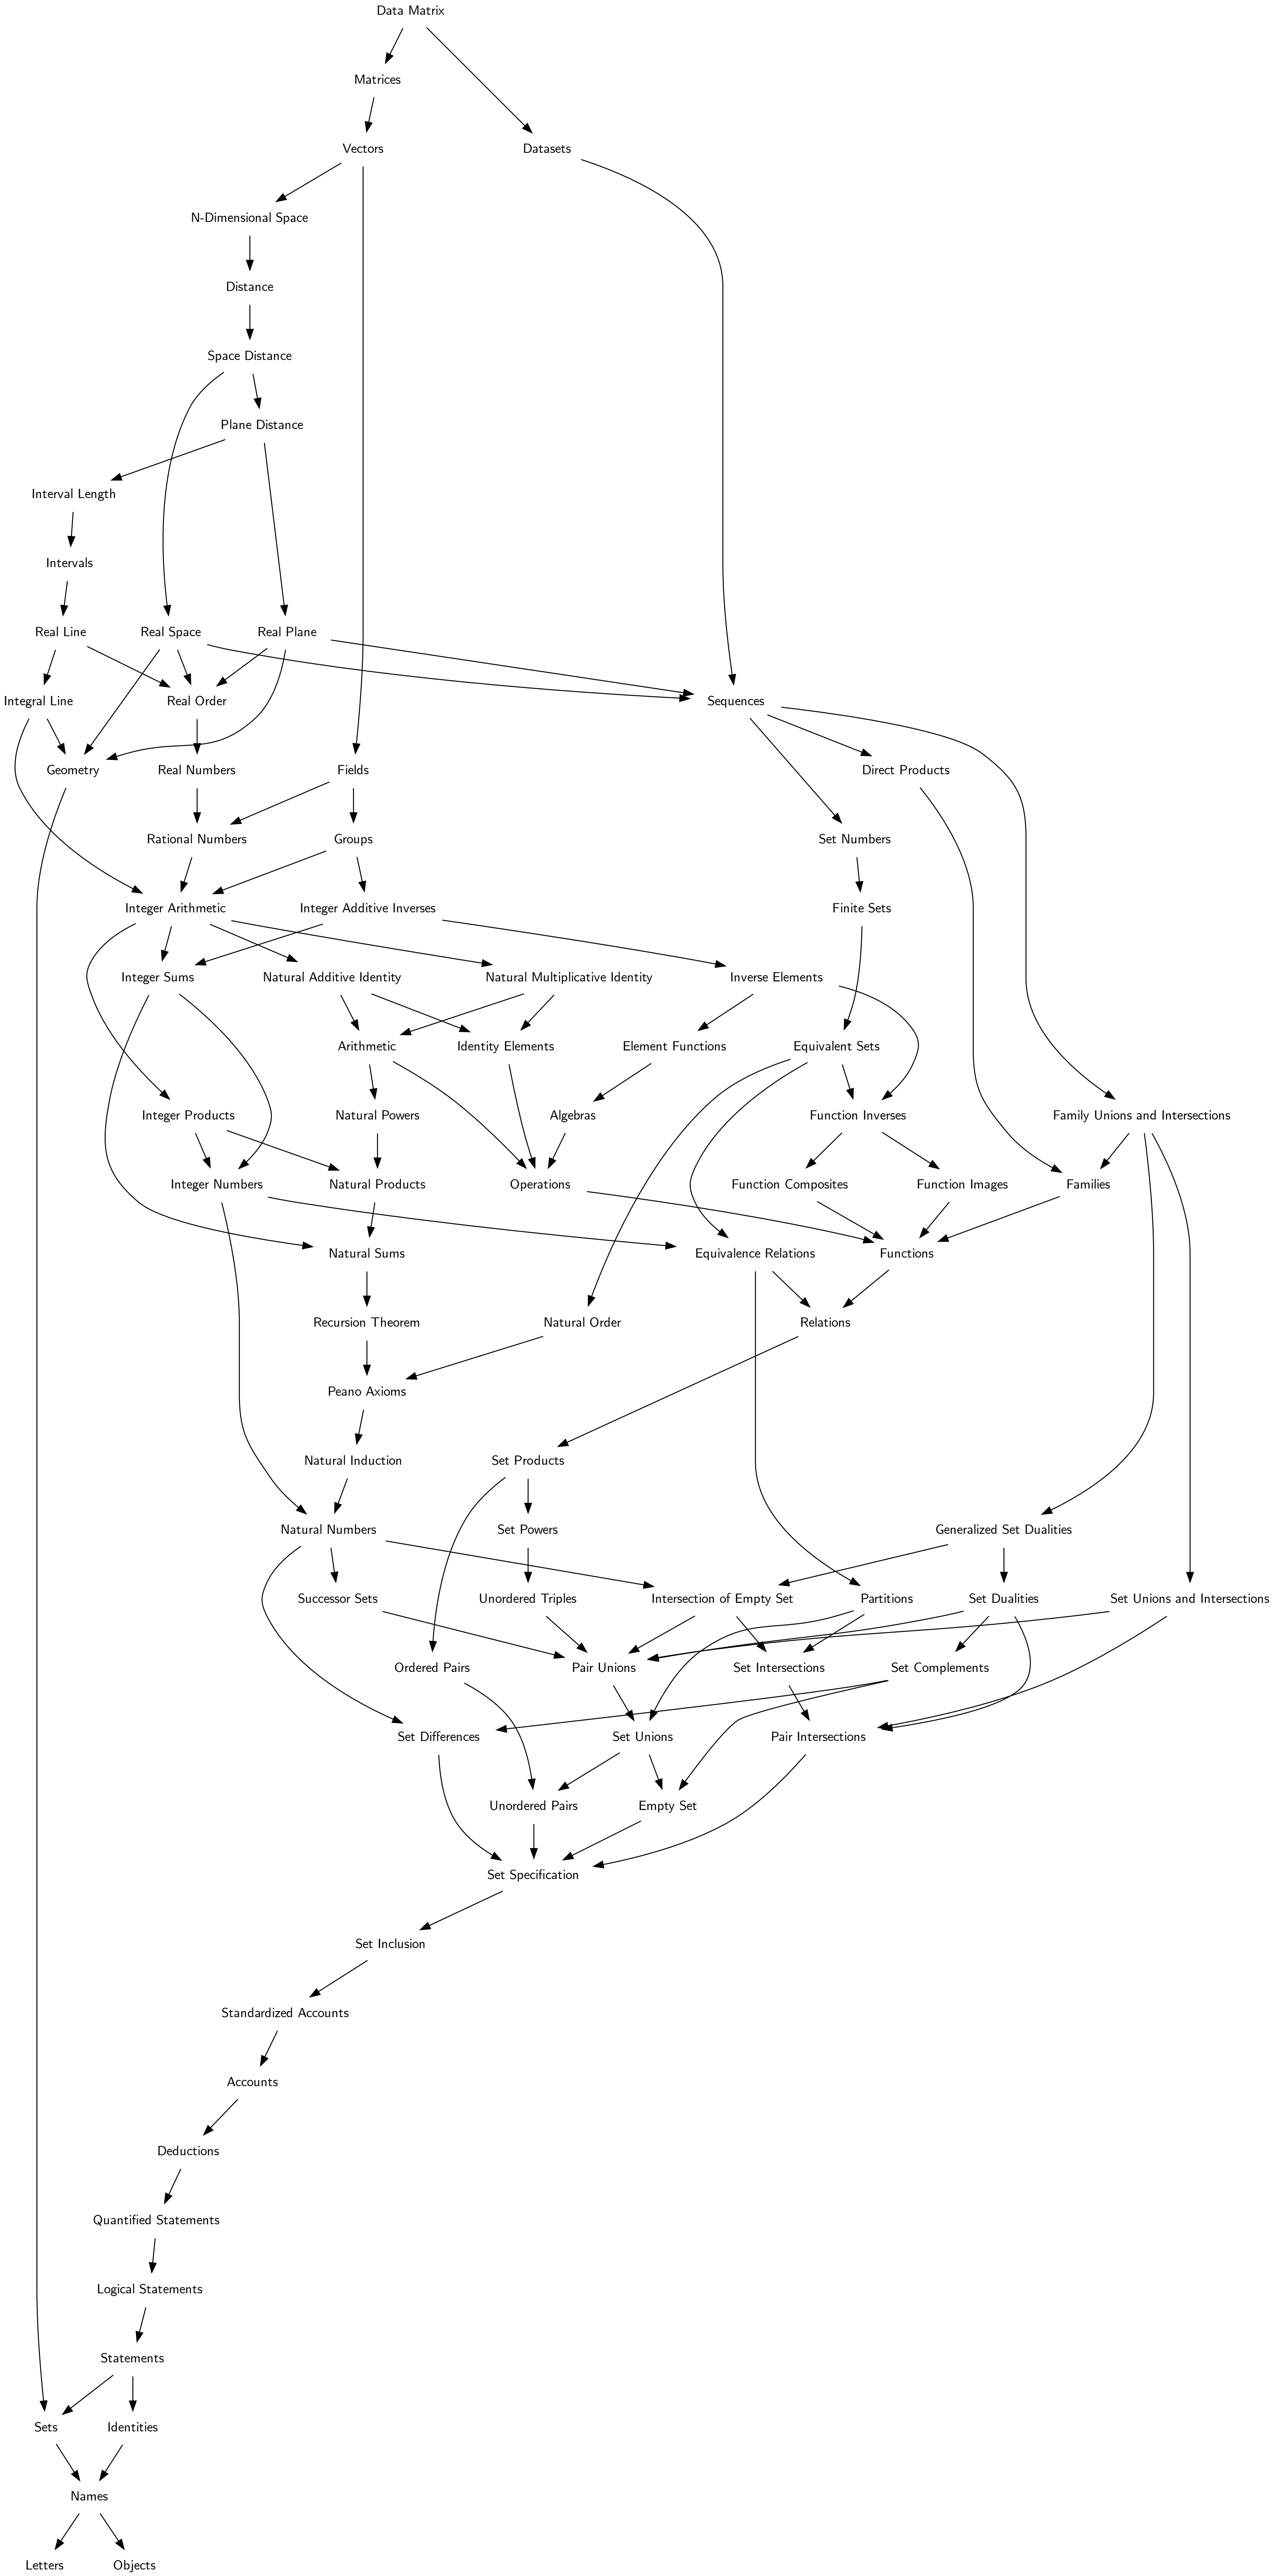 Data Matrix
Matrices
Vectors
Datasets
N-Dimensional Space
Distance
Space Distance
Plane Distance
Interval Length
Intervals
Real Line
Real Space
Real Plane
Integral Line
Real Order
Sequences
Geometry
Real Numbers
Fields
Direct Products
Rational Numbers
Groups
Set Numbers
Integer Arithmetic
Integer Additive Inverses
Finite Sets
Integer Sums
Natural Additive Identity
Natural Multiplicative Identity
Inverse Elements
Arithmetic
Identity Elements
Element Functions
Equivalent Sets
Integer Products
Natural Powers
Algebras
Function Inverses
Family Unions and Intersections
Integer Numbers
Natural Products
Operations
Function Composites
Function Images
Families
Natural Sums
Equivalence Relations
Functions
Recursion Theorem
Natural Order
Relations
Peano Axioms
Natural Induction
Set Products
Natural Numbers
Set Powers
Generalized Set Dualities
Successor Sets
Unordered Triples
Intersection of Empty Set
Partitions
Set Dualities
Set Unions and Intersections
Ordered Pairs
Pair Unions
Set Intersections
Set Complements
Set Differences
Set Unions
Pair Intersections
Unordered Pairs
Empty Set
Set Specification
Set Inclusion
Standardized Accounts
Accounts
Deductions
Quantified Statements
Logical Statements
Statements
Sets
Identities
Names
Letters
Objects